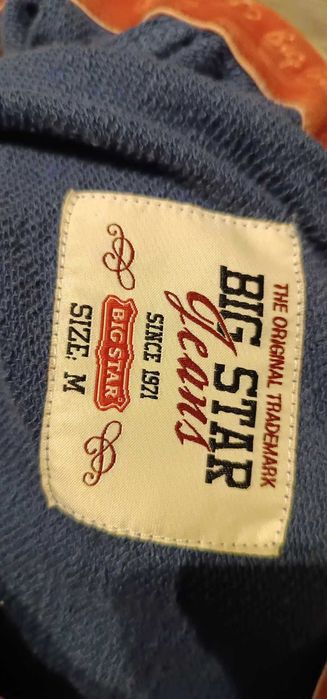 THE ORIGINAL TRADEMARK
BIG STAR
Jeans
SINCE 1971
BIG STAR
SIZE: M